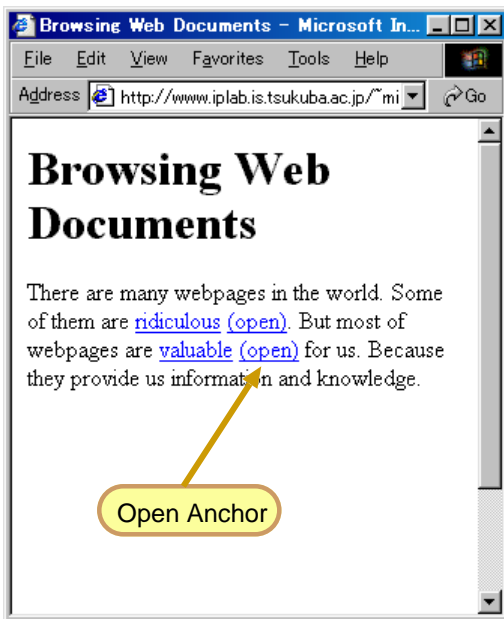 Browsing Web Documents - Microsoft In...
File Edit View Favorites Tools Help
Address http://www.iplab.is.tsukuba.ac.jp/~mi Go
Browsing Web
Documents
There are many webpages in the world. Some
of them are ridiculous (open). But most of
webpages are valuable (open) for us. Because
they provide us information and knowledge.
Open Anchor